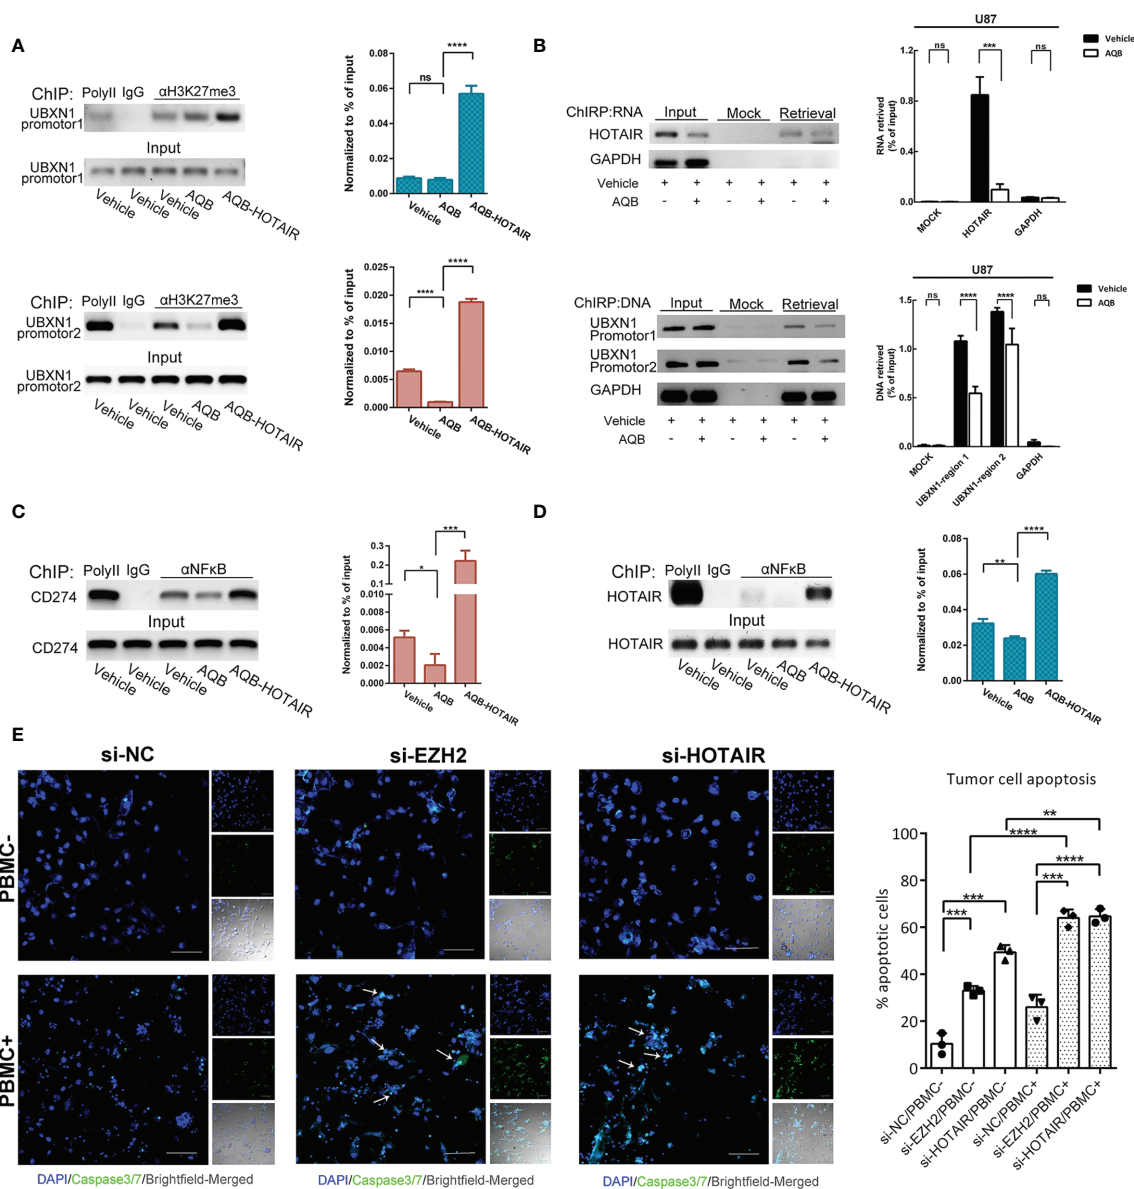 A
ChIP: PolyII IgG αH3K27me3
UBXN1
promotor1
Input
UBXN1
promotor1
Vehicle
Vehicle
Vehicle
AQB
AQB-HOTAIR
Normalized to % of input
0.08
0.06
0.04
0.02
0.00
ns
****
Vehicle
AQB
AQB-HOTAIR
ChIP: PolyII IgG αH3K27me3
UBXN1
promotor2
Input
UBXN1
promotor2
Vehicle
Vehicle
Vehicle
AQB
AQB-HOTAIR
Normalized to % of input
0.025
0.020
0.015
0.010
0.005
0.000
****
****
Vehicle
AQB
AQB-HOTAIR
B
ChIRP:RNA Input Mock Retrieval
HOTAIR
GAPDH
Vehicle + + + + + +
AQB - + - + - +
U87
Vehicle
AQB
RNA retrived
(% of input)
1.2
0.8
0.4
0.0
ns
***
ns
MOCK
HOTAIR
GAPDH
ChIRP:DNA Input Mock Retrieval
UBXN1
Promotor1
UBXN1
Promotor2
GAPDH
Vehicle + + + + + +
AQB - + - + - +
U87
Vehicle
AQB
DNA retrived
(% of input)
1.5
1.0
0.5
0.0
ns
****
****
ns
MOCK
UBXN1-region 1
UBXN1-region 2
GAPDH
C
ChIP: PolyII IgG αNFκB
CD274
Input
CD274
Vehicle
Vehicle
Vehicle
AQB
AQB-HOTAIR
Normalized to % of input
0.3
0.2
0.1
0.010
0.008
0.006
0.004
0.002
0.000
*
***
Vehicle
AQB
AQB-HOTAIR
D
ChIP: PolyII IgG αNFκB
HOTAIR
Input
HOTAIR
Vehicle
Vehicle
Vehicle
AQB
AQB-HOTAIR
Normalized to % of input
0.08
0.06
0.04
0.02
0.00
**
****
Vehicle
AQB
AQB-HOTAIR
E
si-NC si-EZH2 si-HOTAIR
PBMC-
PBMC+
DAPI/Caspase3/7/Brightfield-Merged
DAPI/Caspase3/7/Brightfield-Merged
DAPI/Caspase3/7/Brightfield-Merged
Tumor cell apoptosis
% apoptotic cells
100
80
60
40
20
0
**
****
****
***
***
***
si-NC/PBMC-
si-EZH2/PBMC-
si-HOTAIR/PBMC-
si-NC/PBMC+
si-EZH2/PBMC+
si-HOTAIR/PBMC+